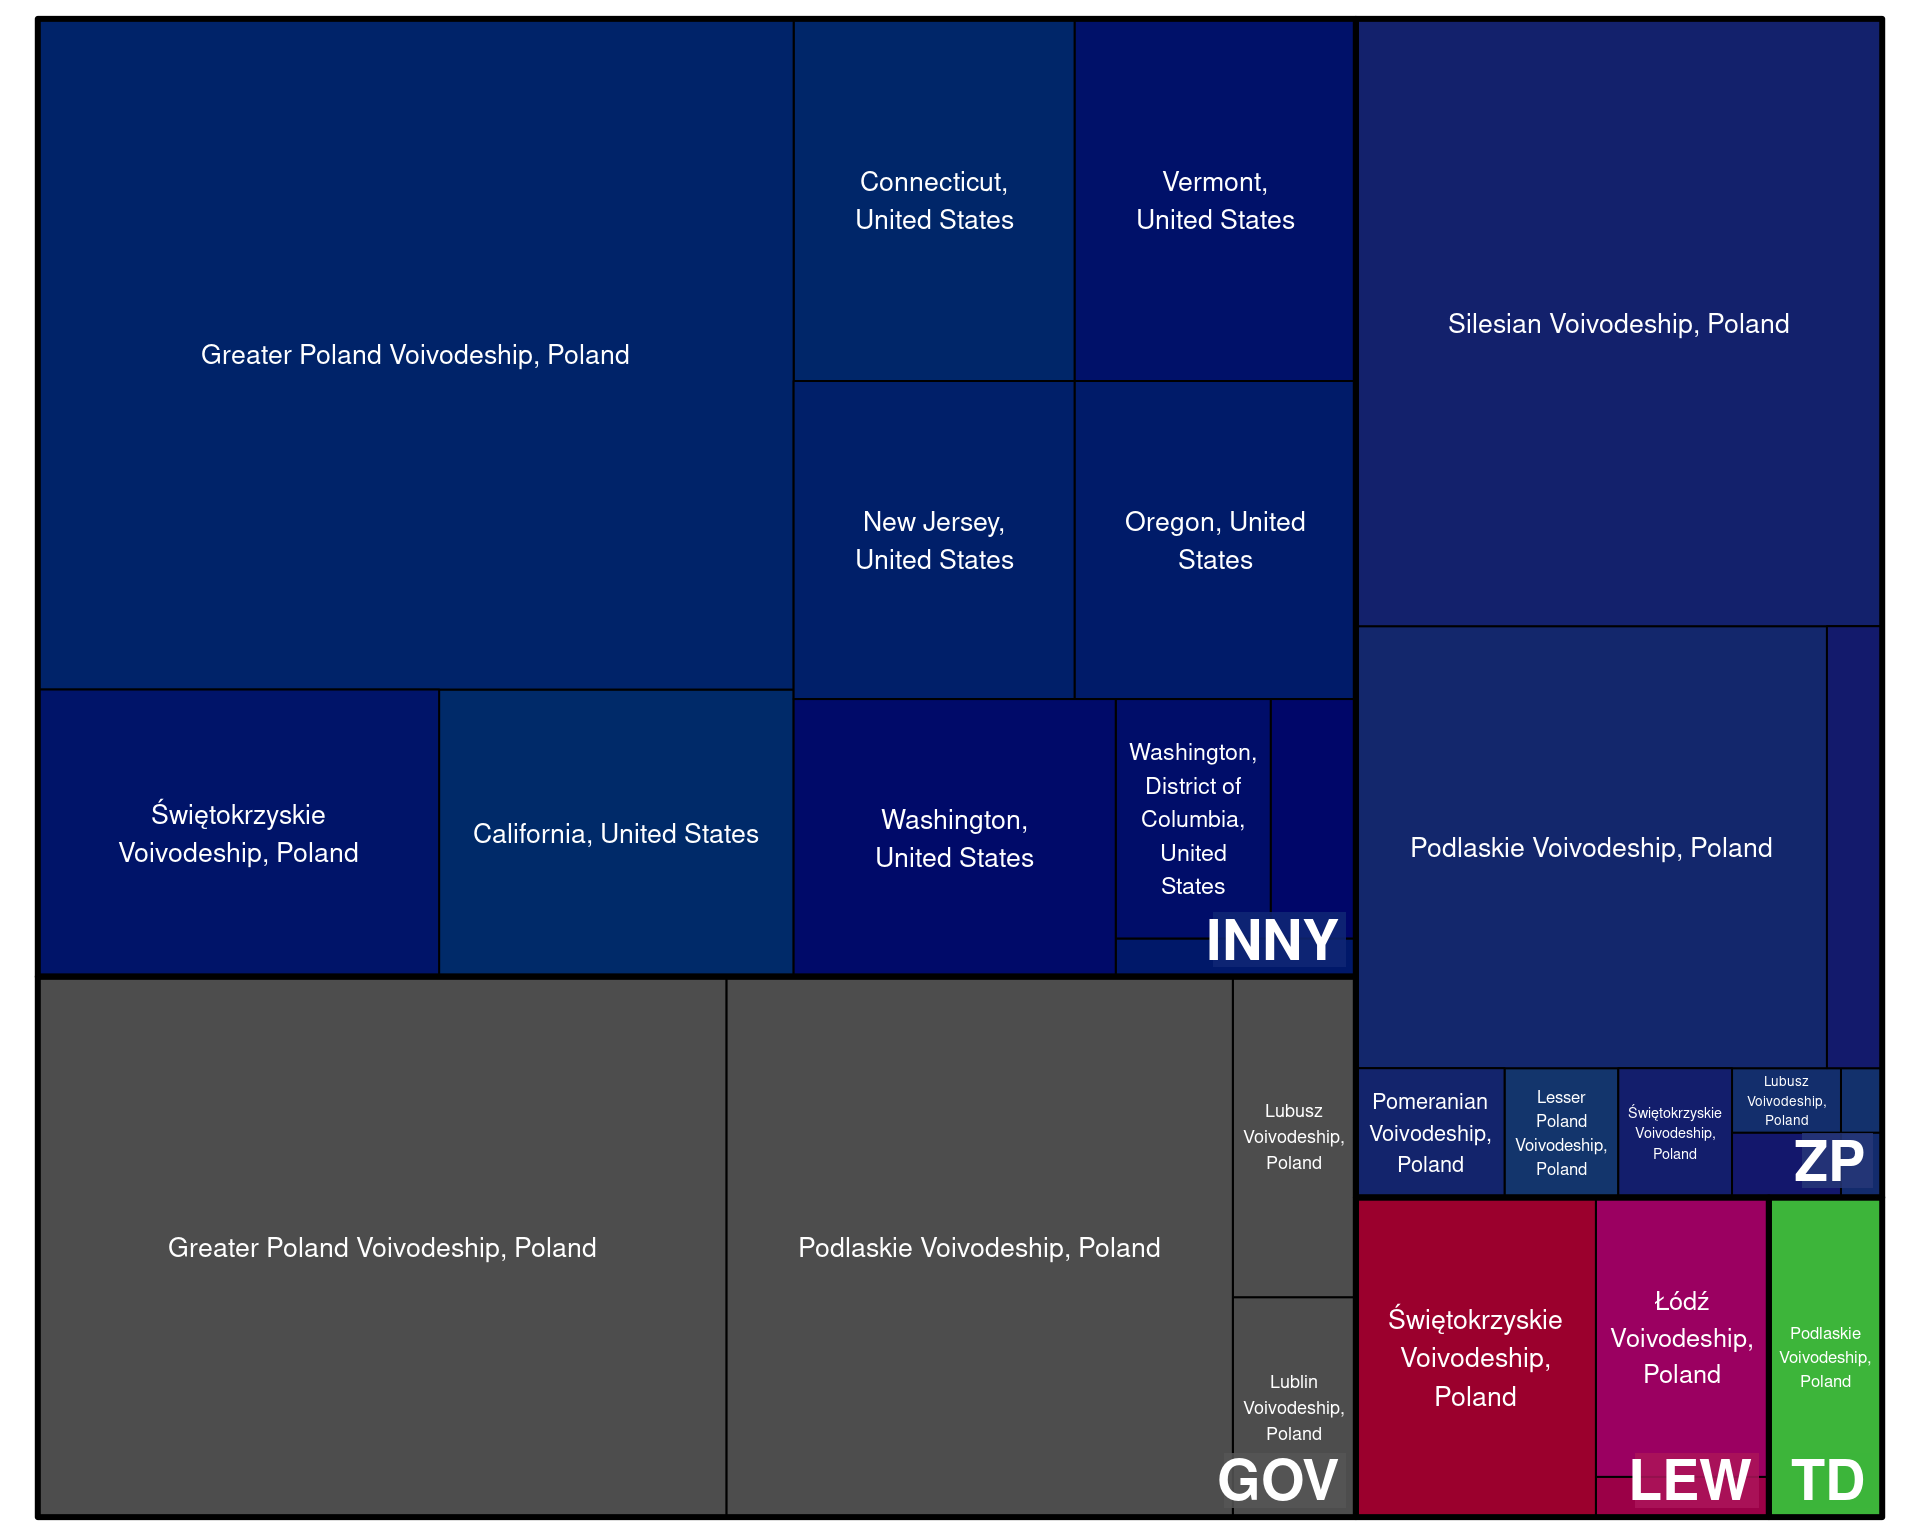 Greater Poland Voivodeship, Poland
Connecticut,
United States
Vermont,
United States
New Jersey,
United States
Oregon, United
States
Świętokrzyskie
Voivodeship, Poland
California, United States
Washington,
United States
Washington,
District of
Columbia,
United
States
INNY
Silesian Voivodeship, Poland
Podlaskie Voivodeship, Poland
Pomeranian
Voivodeship,
Poland
Lesser
Poland
Voivodeship,
Poland
Świętokrzyskie
Voivodeship,
Poland
Lubusz
Voivodeship,
Poland
ZP
Greater Poland Voivodeship, Poland
Podlaskie Voivodeship, Poland
Lubusz
Voivodeship,
Poland
Lublin
Voivodeship,
Poland
GOV
Świętokrzyskie
Voivodeship,
Poland
Łódź
Voivodeship,
Poland
LEW
Podlaskie
Voivodeship,
Poland
TD